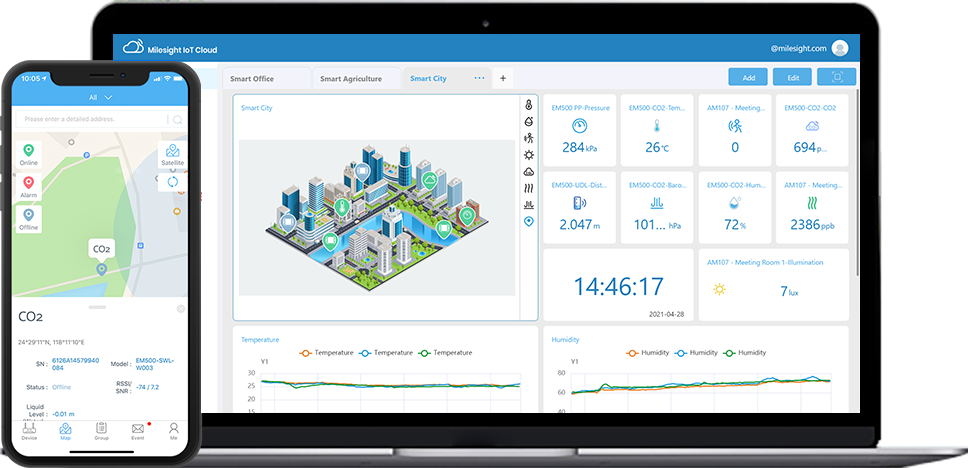 Milesight IoT Cloud
@milesight.com
Smart Office
Smart Agriculture
Smart City
...
+
Add
Edit
Smart City
EM500 PP-Pressure
284 kPa
EM500-CO2-Tem...
26 °C
AM107 - Meeting...
0
EM500-CO2-CO2
694 p...
EM500-UDL-Dist...
2.047 m
EM500-CO2-Baro...
101... hPa
EM500-CO2-Hum...
72 %
AM107 - Meeting...
2386 ppb
14:46:17
2021-04-28
AM107 - Meeting Room 1-Illumination
7 lux
Temperature
Temperature Temperature Temperature
Y1
30
25
20
15
Humidity
Humidity Humidity Humidity
Y1
80
60
40
10:05
All
Please enter a detailed address.
Online
Alarm
Offline
Satellite
P
CO2
CO2
24°29'11"N, 118°11'10"E
SN : 6126A14579940084
Model : EM500-SWL-W003
Status : Offline
RSSI/SNR : -74 / 7.2
Liquid
Level : -0.01 m
Device
Map
Group
Event
Me